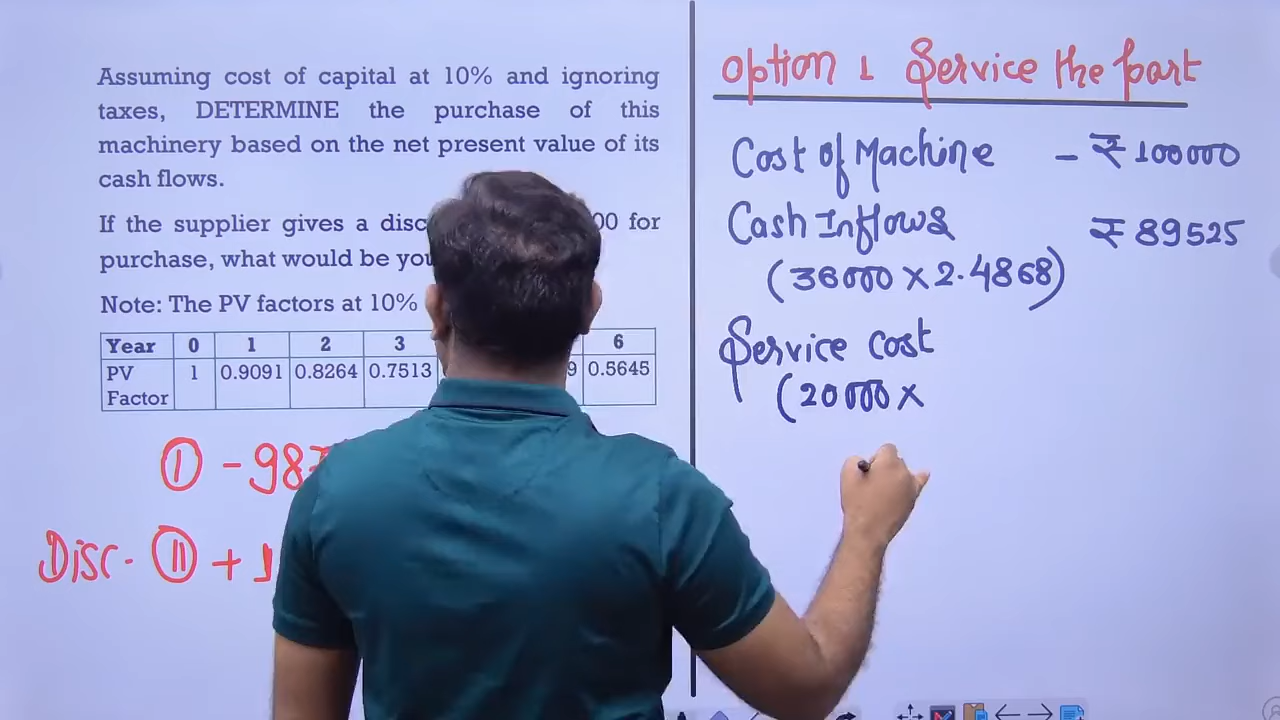 Assuming cost of capital at 10% and ignoring
taxes, DETERMINE the purchase of this
machinery based on the net present value of its
cash flows.
If the supplier gives a 00 for
purchase, what would be
Note: The PV factors at 10%
Year 0 1 2 3 6
PV Factor 1 0.9091 0.8264 0.7513 0.5645
① -98
Disc- ② +
Option 1 Service the part
Cost of Machine - ₹ 100000
Cash Inflows ₹ 89525
(36000 × 2.4868)
Service cost
(20000 ×